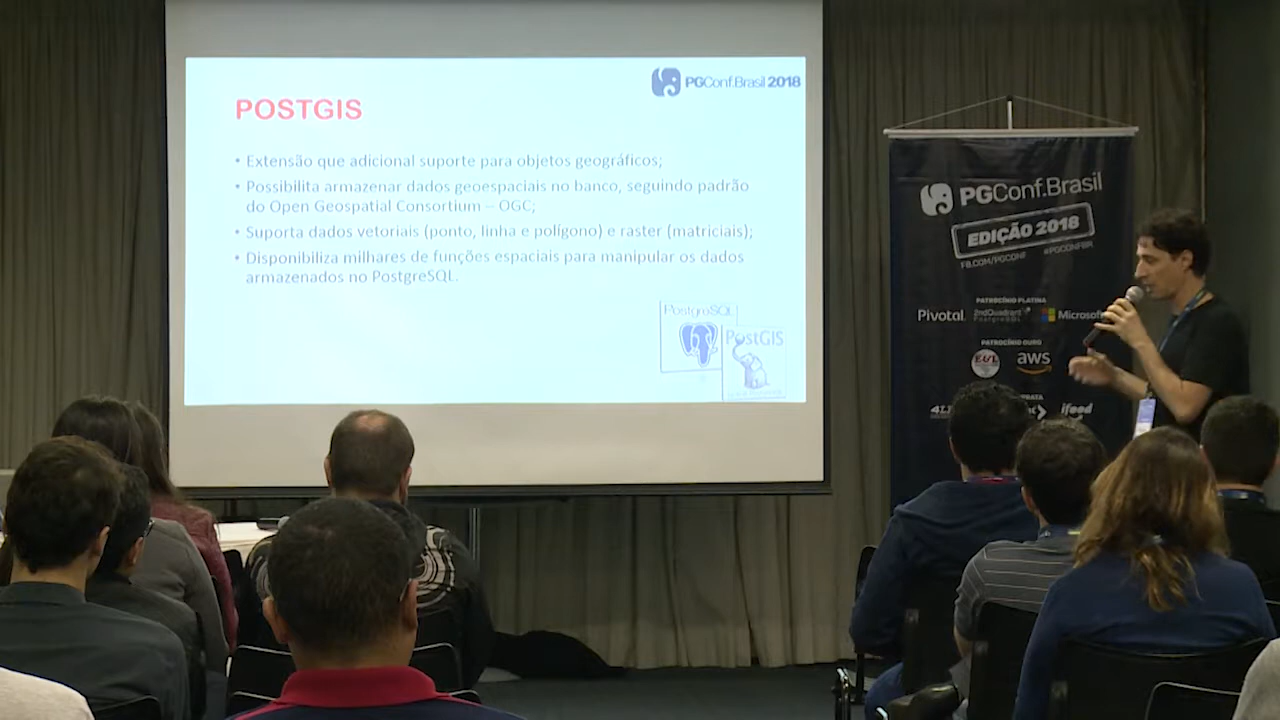 PGConf.Brasil 2018
POSTGIS
• Extensão que adicional suporte para objetos geográficos;
• Possibilita armazenar dados geoespaciais no banco, seguindo padrão
do Open Geospatial Consortium – OGC;
• Suporta dados vetoriais (ponto, linha e polígono) e raster (matriciais);
• Disponibiliza milhares de funções espaciais para manipular os dados
armazenados no PostgreSQL.
PostgreSQL
PostGIS
PGConf.Brasil
EDIÇÃO 2018
FB.COM/PGCONF #PGCONFBR
PATROCÍNIO PLATINA
Pivotal 2ndQuadrant Microsoft
PostgreSQL
PATROCÍNIO OURO
aws
ifood